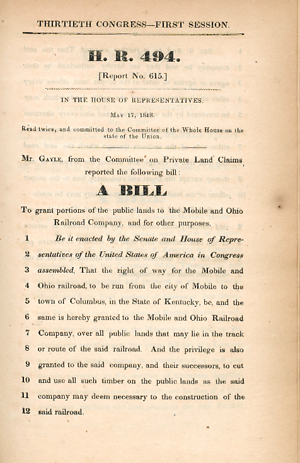 THIRTIETH CONGRESS—FIRST SESSION.
H. R. 494.
[Report No. 615.]
IN THE HOUSE OF REPRESENTATIVES.
MAY 17, 1848.
Read twice, and committed to the Committee of the Whole House on the
state of the Union.
Mr. GAYLE, from the Committee on Private Land Claims
reported the following bill:
A BILL
To grant portions of the public lands to the Mobile and Ohio
Railroad Company, and for other purposes.
1 Be it enacted by the Senate and House of Repre-
2 sentatives of the United States of America in Congress
3 assembled, That the right of way for the Mobile and
4 Ohio railroad, to be run from the city of Mobile to the
5 town of Columbus, in the State of Kentucky, be, and the
6 same is hereby granted to the Mobile and Ohio Railroad
7 Company, over all public lands that may lie in the track
8 or route of the said railroad. And the privilege is also
9 granted to the said company, and their successors, to cut
10 and use all such timber on the public lands as the said
11 company may deem necessary to the construction of the
12 said railroad.